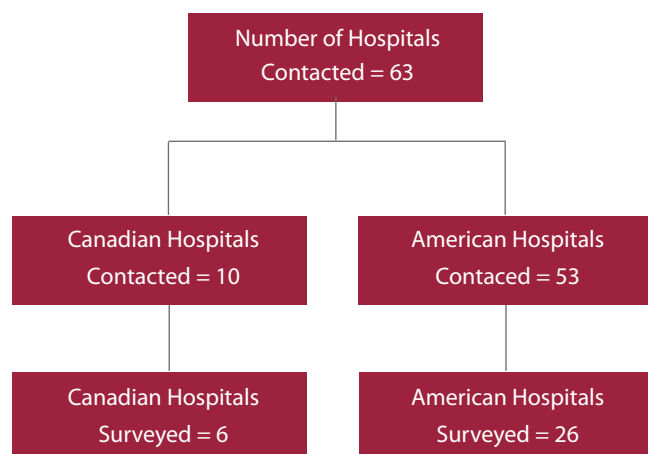 Number of Hospitals
Contacted = 63
Canadian Hospitals
Contacted = 10
American Hospitals
Contaced = 53
Canadian Hospitals
Surveyed = 6
American Hospitals
Surveyed = 26